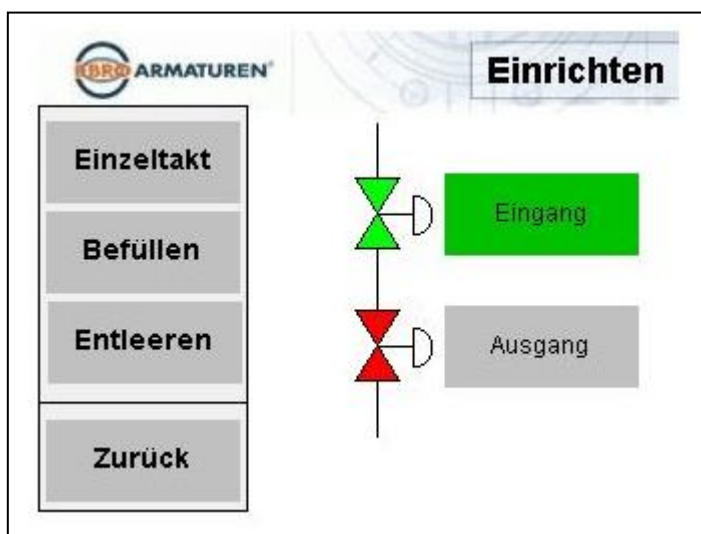 EBRO ARMATUREN®
Einrichten
Einzeltakt
Befüllen
Entleeren
Zurück
Eingang
Ausgang